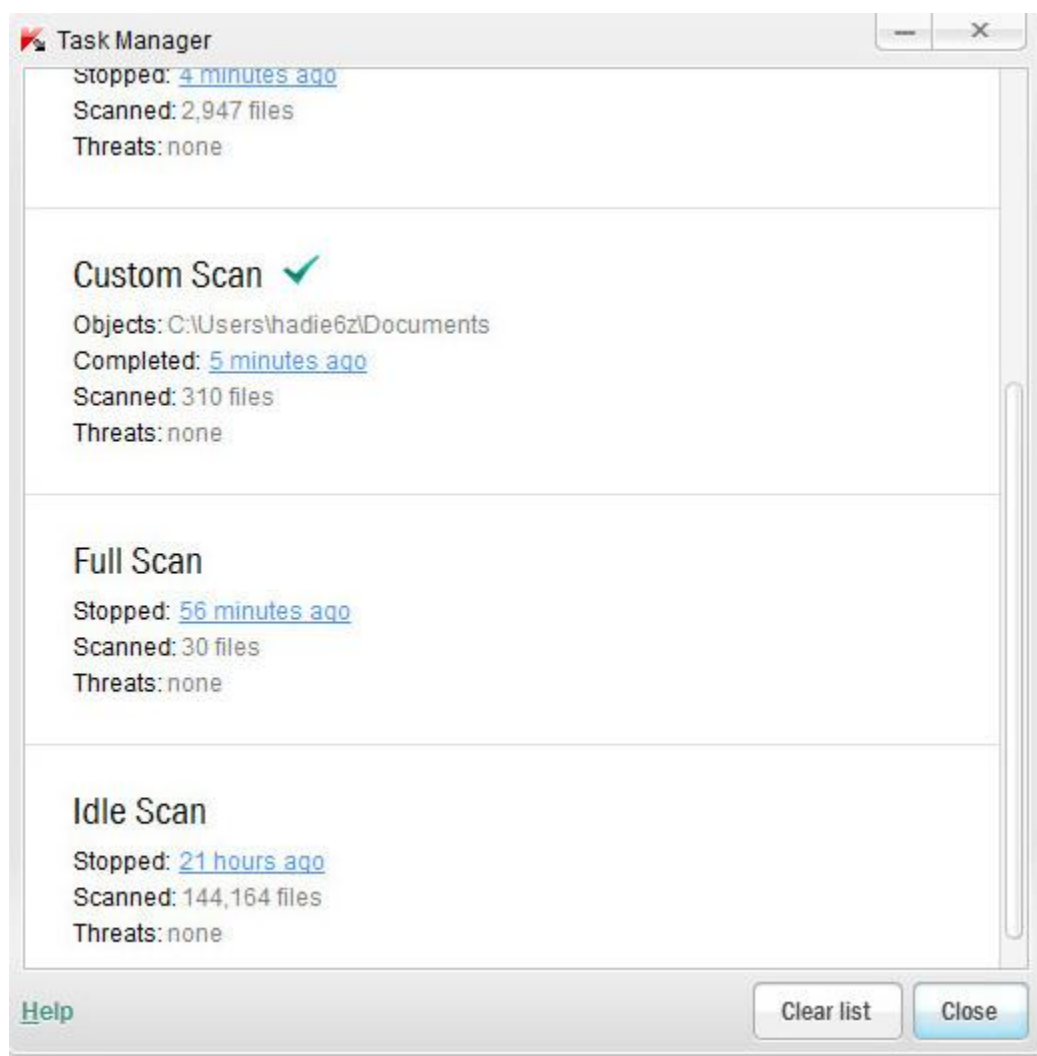 Task Manager
Stopped: 4 minutes ago
Scanned: 2,947 files
Threats: none
Custom Scan
Objects: C:\Users\hadie6z\Documents
Completed: 5 minutes ago
Scanned: 310 files
Threats: none
Full Scan
Stopped: 56 minutes ago
Scanned: 30 files
Threats: none
Idle Scan
Stopped: 21 hours ago
Scanned: 144,164 files
Threats: none
Help
Clear list
Close